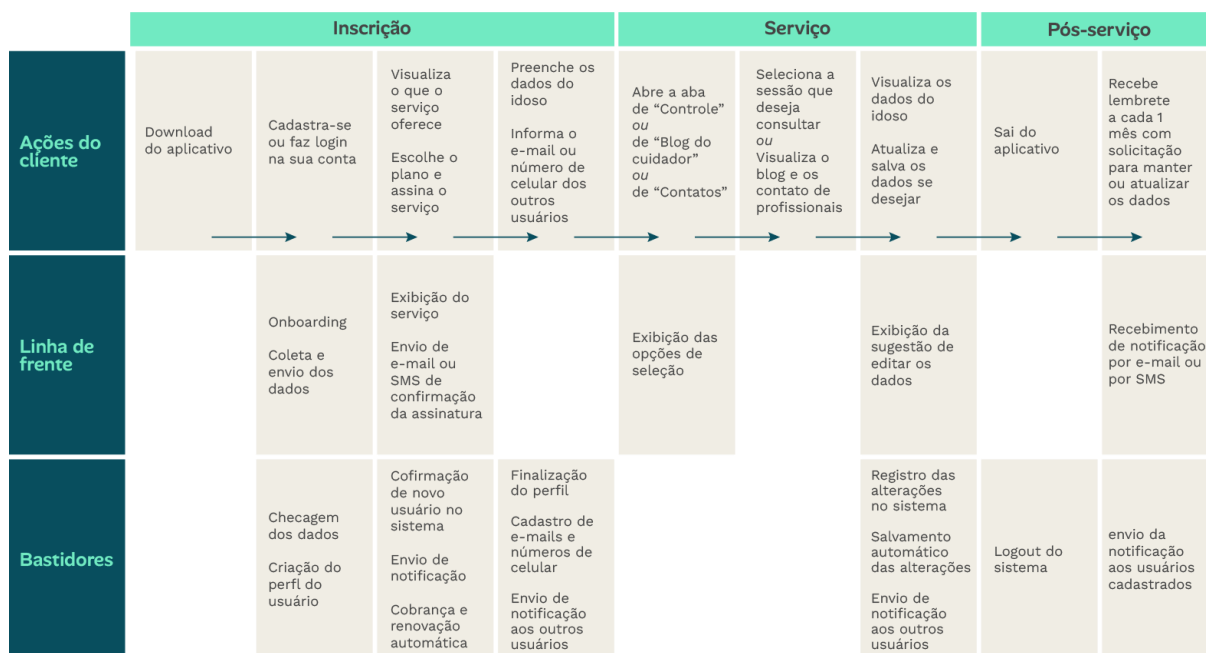 Inscrição
Serviço
Pós-serviço
Ações do
cliente
Download
do aplicativo
Cadastra-se
ou faz login
na sua conta
Visualiza
o que o
serviço
oferece
Escolhe o
plano e
assina o
serviço
Preenche os
dados do
idoso
Informa o
e-mail ou
número de
celular dos
outros
usuários
Abre a aba
de “Controle”
ou
de “Blog do
cuidador”
ou
de “Contatos”
Seleciona a
sessão que
deseja
consultar
ou
Visualiza o
blog e os
contato de
profissionais
Visualiza os
dados do
idoso
Atualiza e
salva os
dados se
desejar
Sai do
aplicativo
Recebe
lembrete
a cada 1
mês com
solicitação
para manter
ou atualizar
os dados
Linha de
frente
Onboarding
Coleta e
envio dos
dados
Exibição do
serviço
Envio de
e-mail ou
SMS de
confirmação
da assinatura
Exibição das
opções de
seleção
Exibição da
sugestão de
editar os
dados
Recebimento
de notificação
por e-mail ou
por SMS
Bastidores
Checagem
dos dados
Criação do
perfl do
usuário
Cofirmação
de novo
usuário no
sistema
Envio de
notificação
Cobrança e
renovação
automática
Finalização
do perfil
Cadastro de
e-mails e
números de
celular
Envio de
notificação
aos outros
usuários
Registro das
alterações
no sistema
Salvamento
automático
das alterações
Envio de
notificação
aos outros
usuários
Logout do
sistema
envio da
notificação
aos usuários
cadastrados